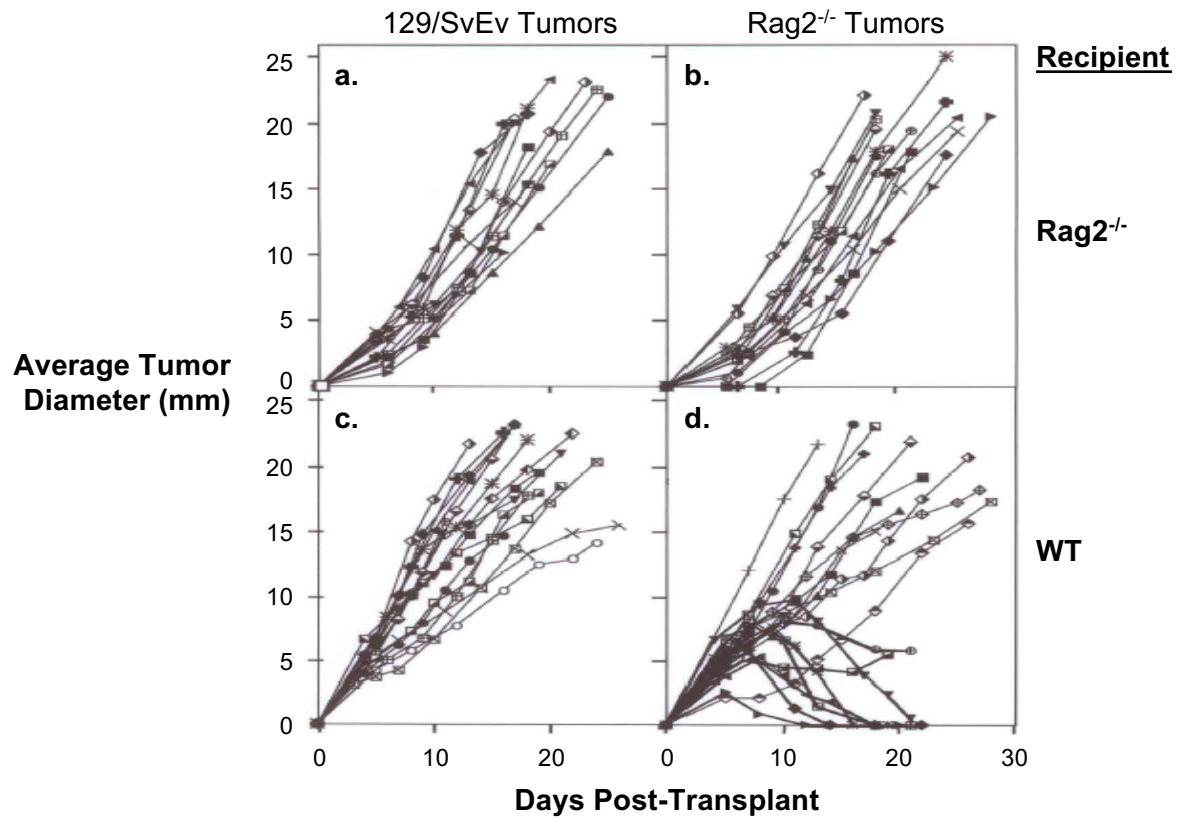 129/SvEv Tumors
Rag2-/- Tumors
Recipient
25
a.
b.
20
15
Rag2-/-
10
5
Average Tumor
Diameter (mm)
0
25
c.
d.
20
15
WT
10
5
0
0
10
20
0
10
20
30
Days Post-Transplant